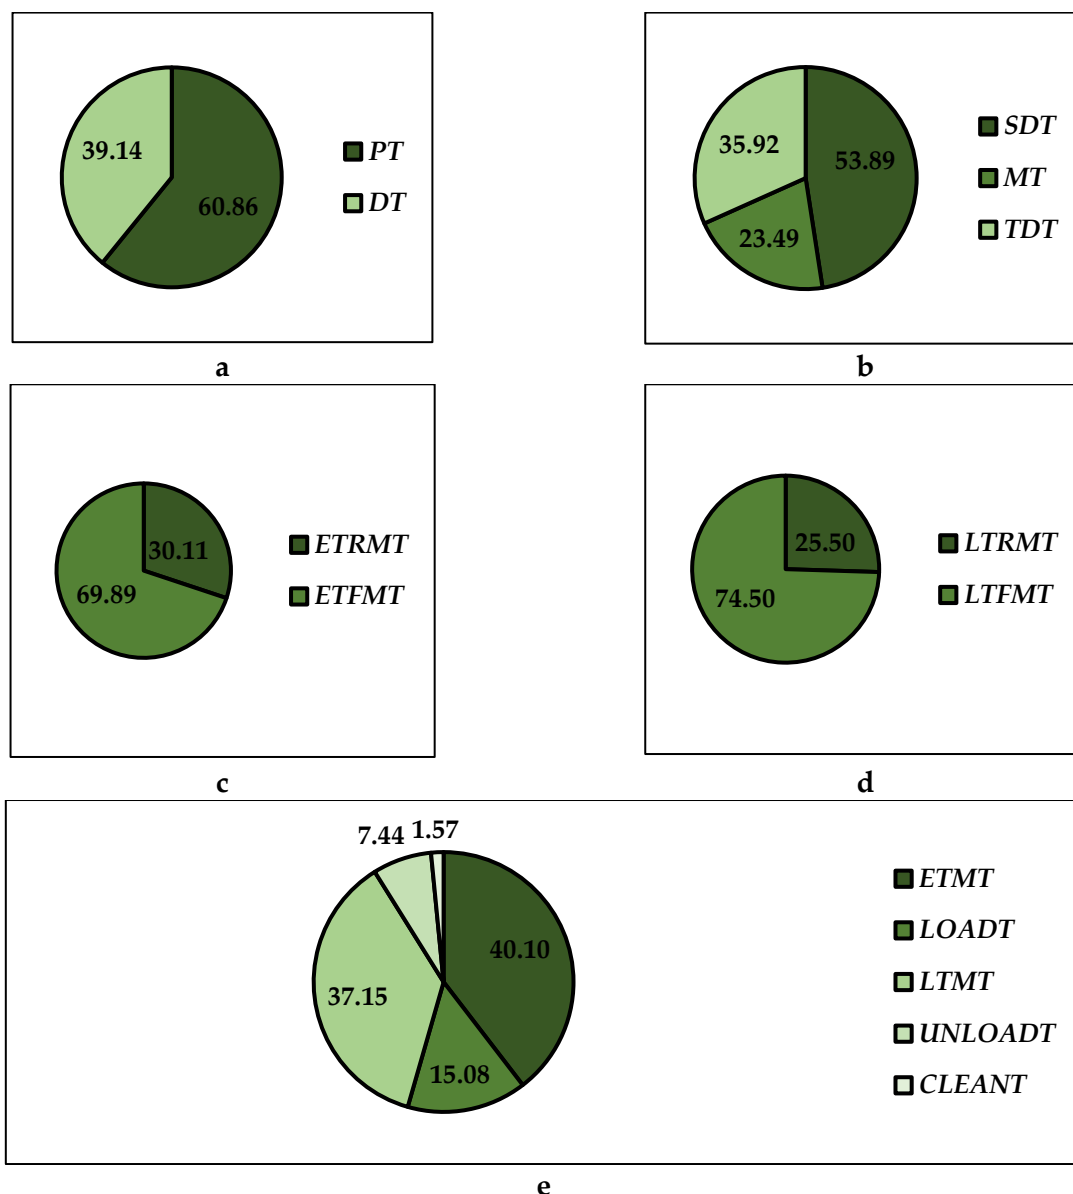 39.14
60.86
PT
DT
a
35.92
53.89
23.49
SDT
MT
TDT
b
30.11
69.89
ETRMT
ETFMT
c
25.50
74.50
LTRMT
LTFMT
d
7.44
1.57
40.10
37.15
15.08
ETMT
LOADT
LTMT
UNLOADT
CLEANT
e